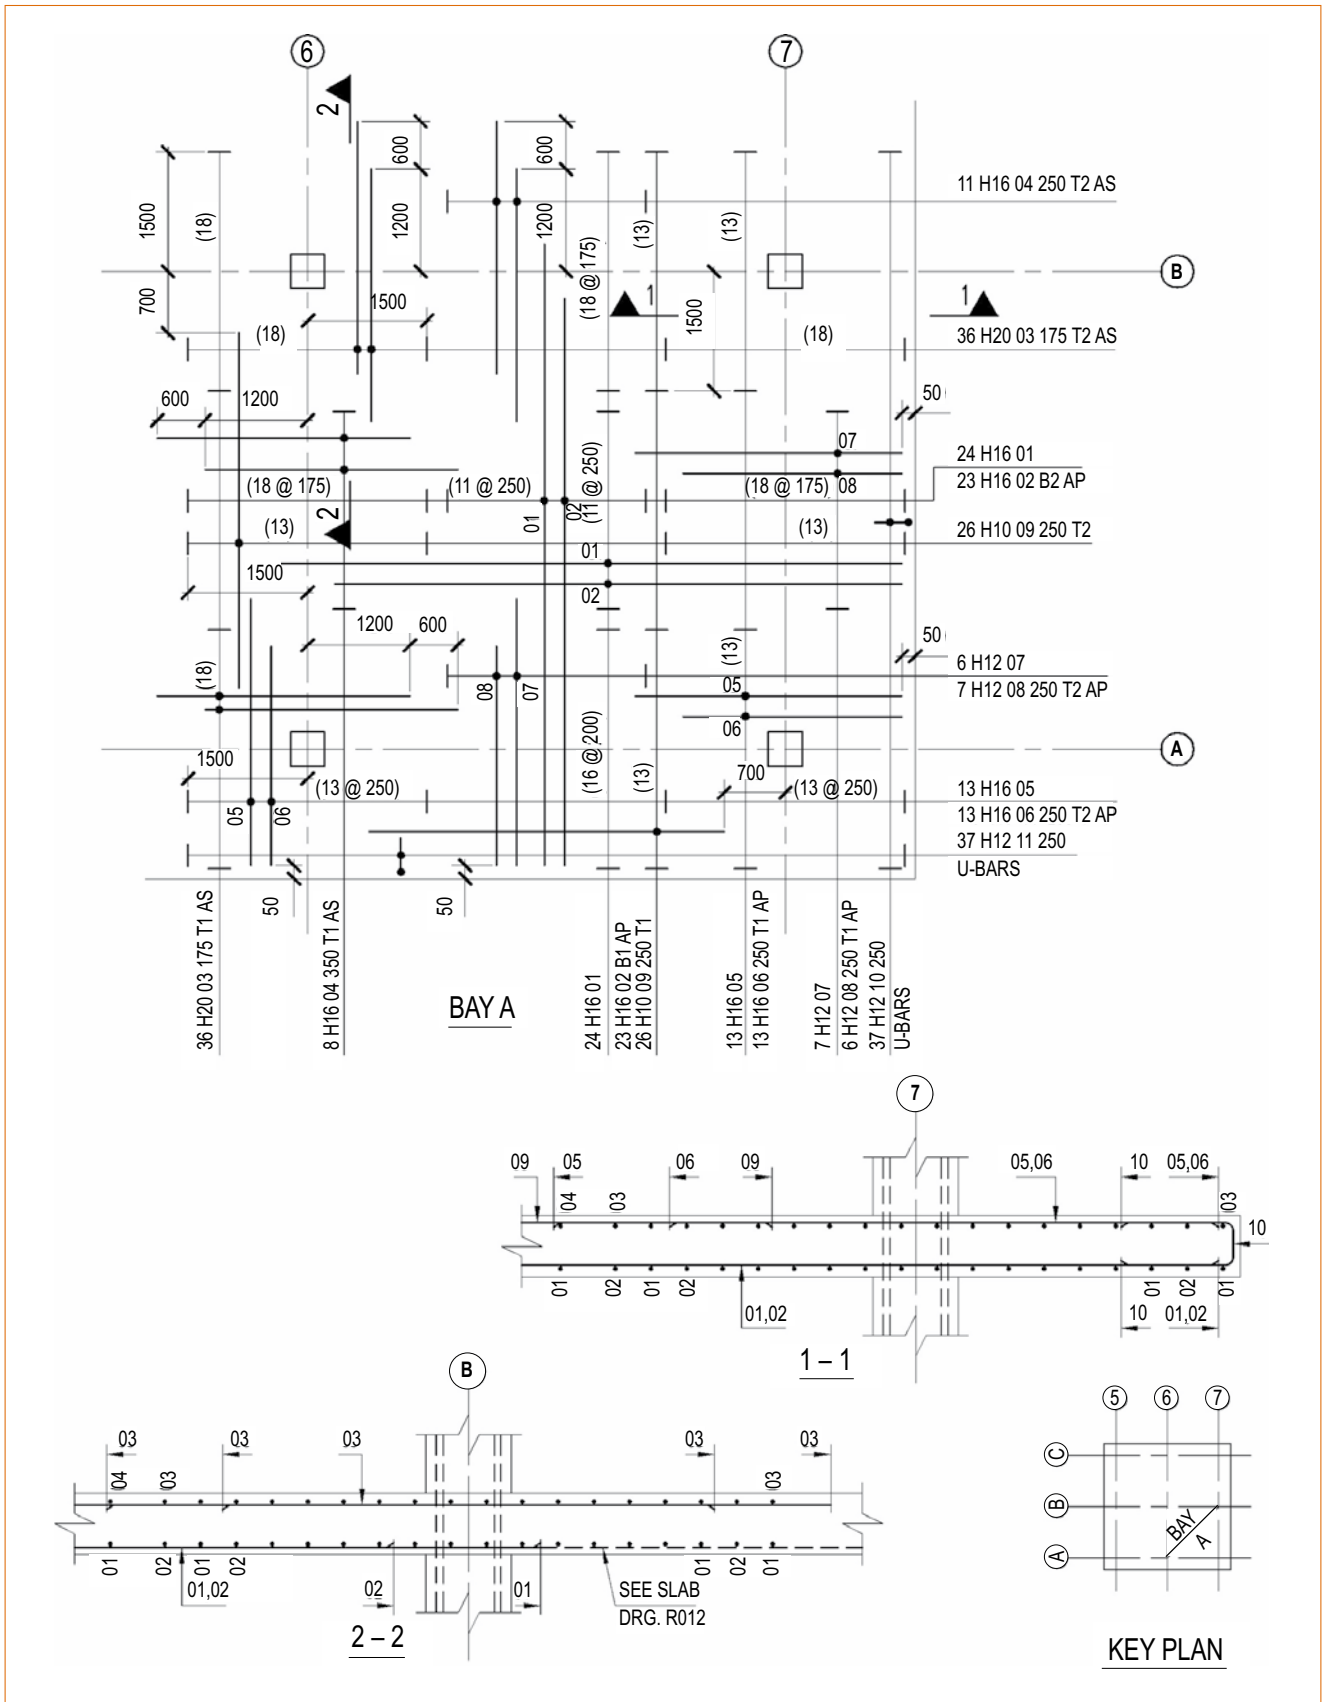 6
7
2
600
600
11 H16 04 250 T2 AS
1500
(18)
1200
1200
(13)
(13)
B
(18 @ 175)
700
1500
1
1500
1
(18)
(18)
36 H20 03 175 T2 AS
600
1200
50
07
24 H16 01
(18 @ 175)
(11 @ 250)
(11 @ 250)
(18 @ 175)
08
23 H16 02 B2 AP
2
01
02
(13)
(13)
26 H10 09 250 T2
01
1500
02
1200
600
(13)
50
6 H12 07
(18)
08
07
05
7 H12 08 250 T2 AP
06
(16 @ 200)
A
1500
(13)
700
(13 @ 250)
(13 @ 250)
13 H16 05
05
06
13 H16 06 250 T2 AP
37 H12 11 250
U-BARS
50
50
36 H20 03 175 T1 AS
8 H16 04 350 T1 AS
24 H16 01
23 H16 02 B1 AP
26 H10 09 250 T1
13 H16 05
13 H16 06 250 T1 AP
7 H12 07
6 H12 08 250 T1 AP
37 H12 10 250
U-BARS
BAY A
7
09
05
06
09
05,06
10
05,06
04
03
03
10
01
02
01
02
01
02
01
01,02
10
01,02
1 – 1
B
03
03
03
03
03
04
03
03
01
02
01
02
01
02
01
01,02
02
01
SEE SLAB
DRG. R012
2 – 2
5
6
7
C
B
A
BAY
A
KEY PLAN